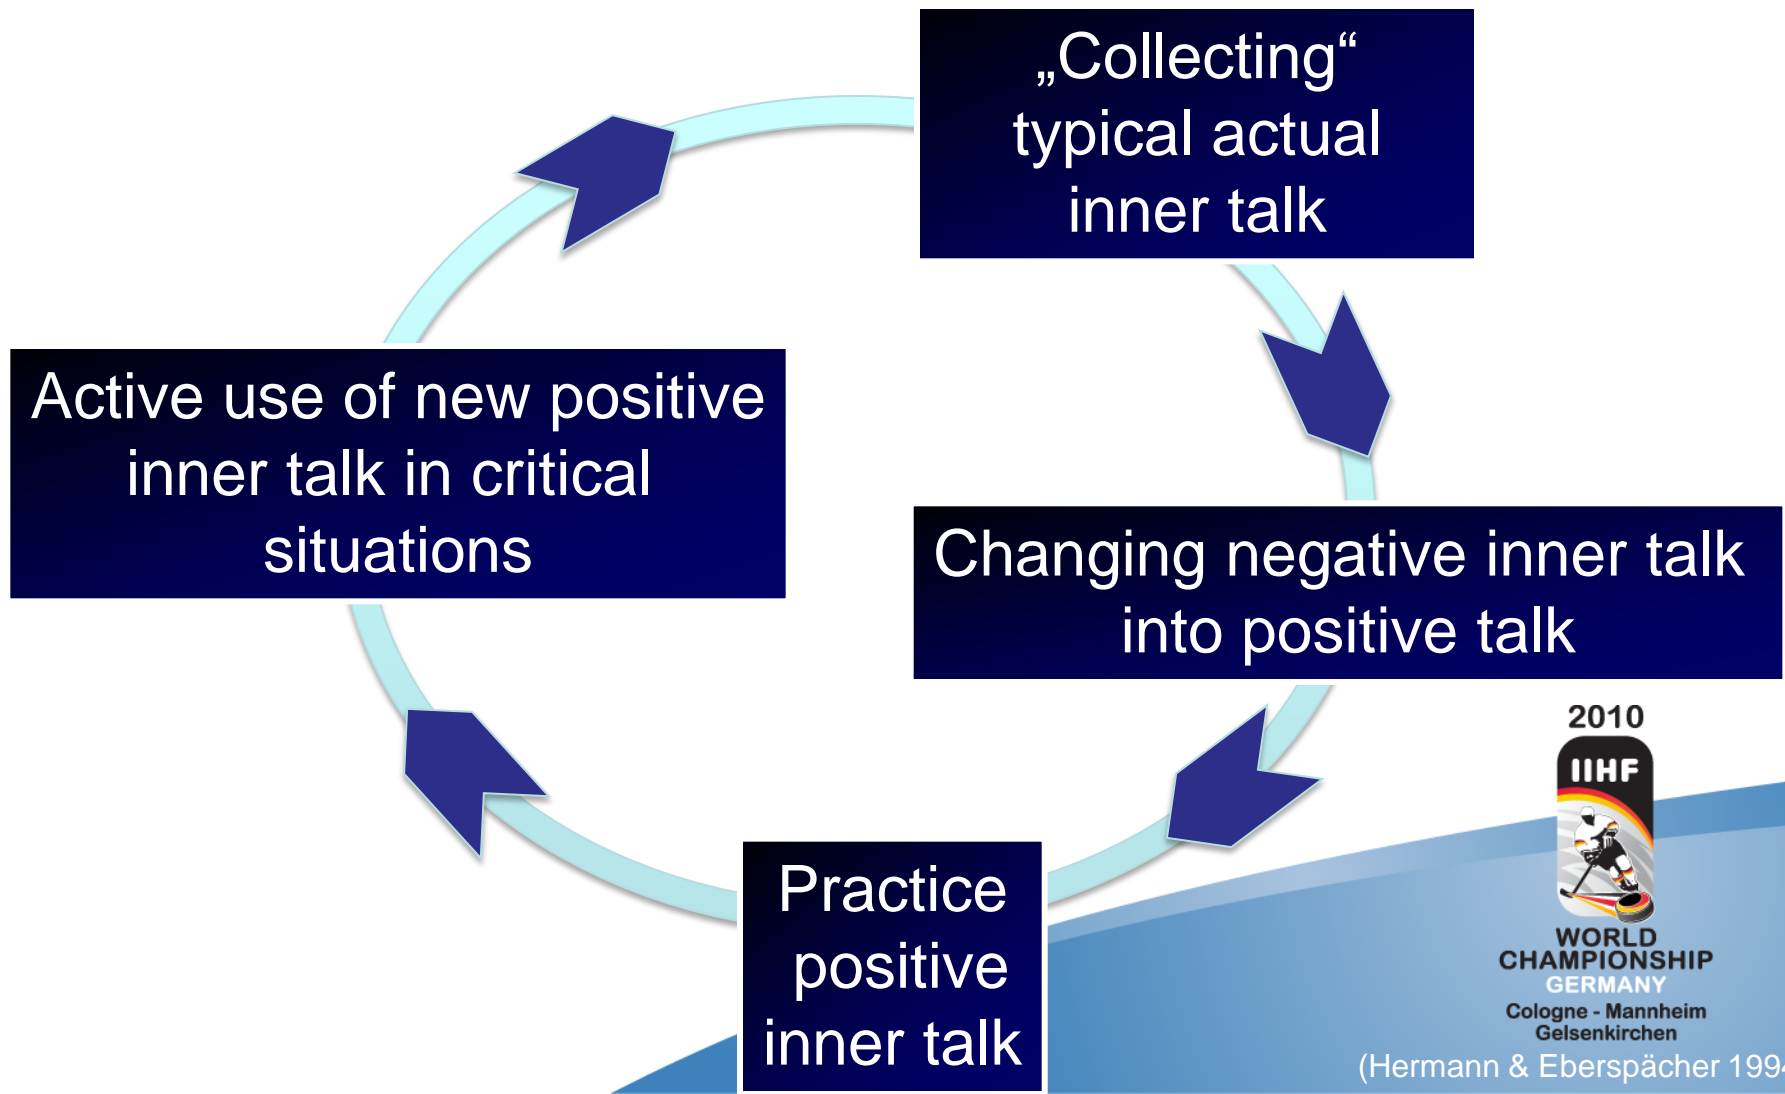 „Collecting“
typical actual
inner talk
Active use of new positive
inner talk in critical
situations
Changing negative inner talk
into positive talk
Practice
positive
inner talk
2010
IIHF
WORLD
CHAMPIONSHIP
GERMANY
Cologne - Mannheim
Gelsenkirchen
(Hermann & Eberspächer 1994